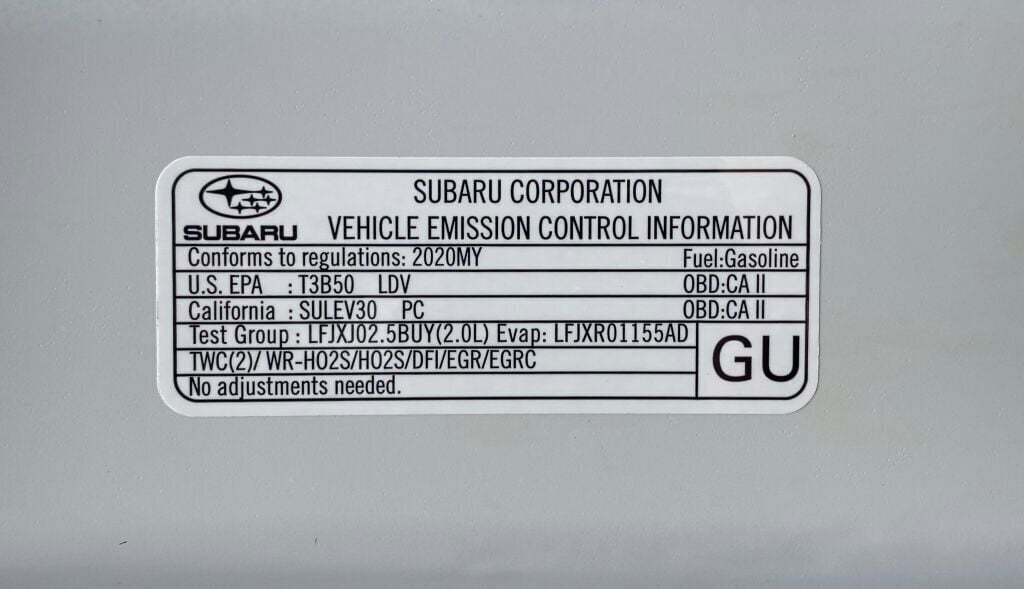 SUBARU CORPORATION
SUBARU VEHICLE EMISSION CONTROL INFORMATION
Conforms to regulations: 2020MY Fuel:Gasoline
U.S. EPA : T3B50 LDV OBD:CA II
California : SULEV30 PC OBD:CA II
Test Group : LFJXJ02.5BUY(2.0L) Evap: LFJXR01155AD
TWC(2)/ WR-HO2S/HO2S/DFI/EGR/EGRC
GU
No adjustments needed.